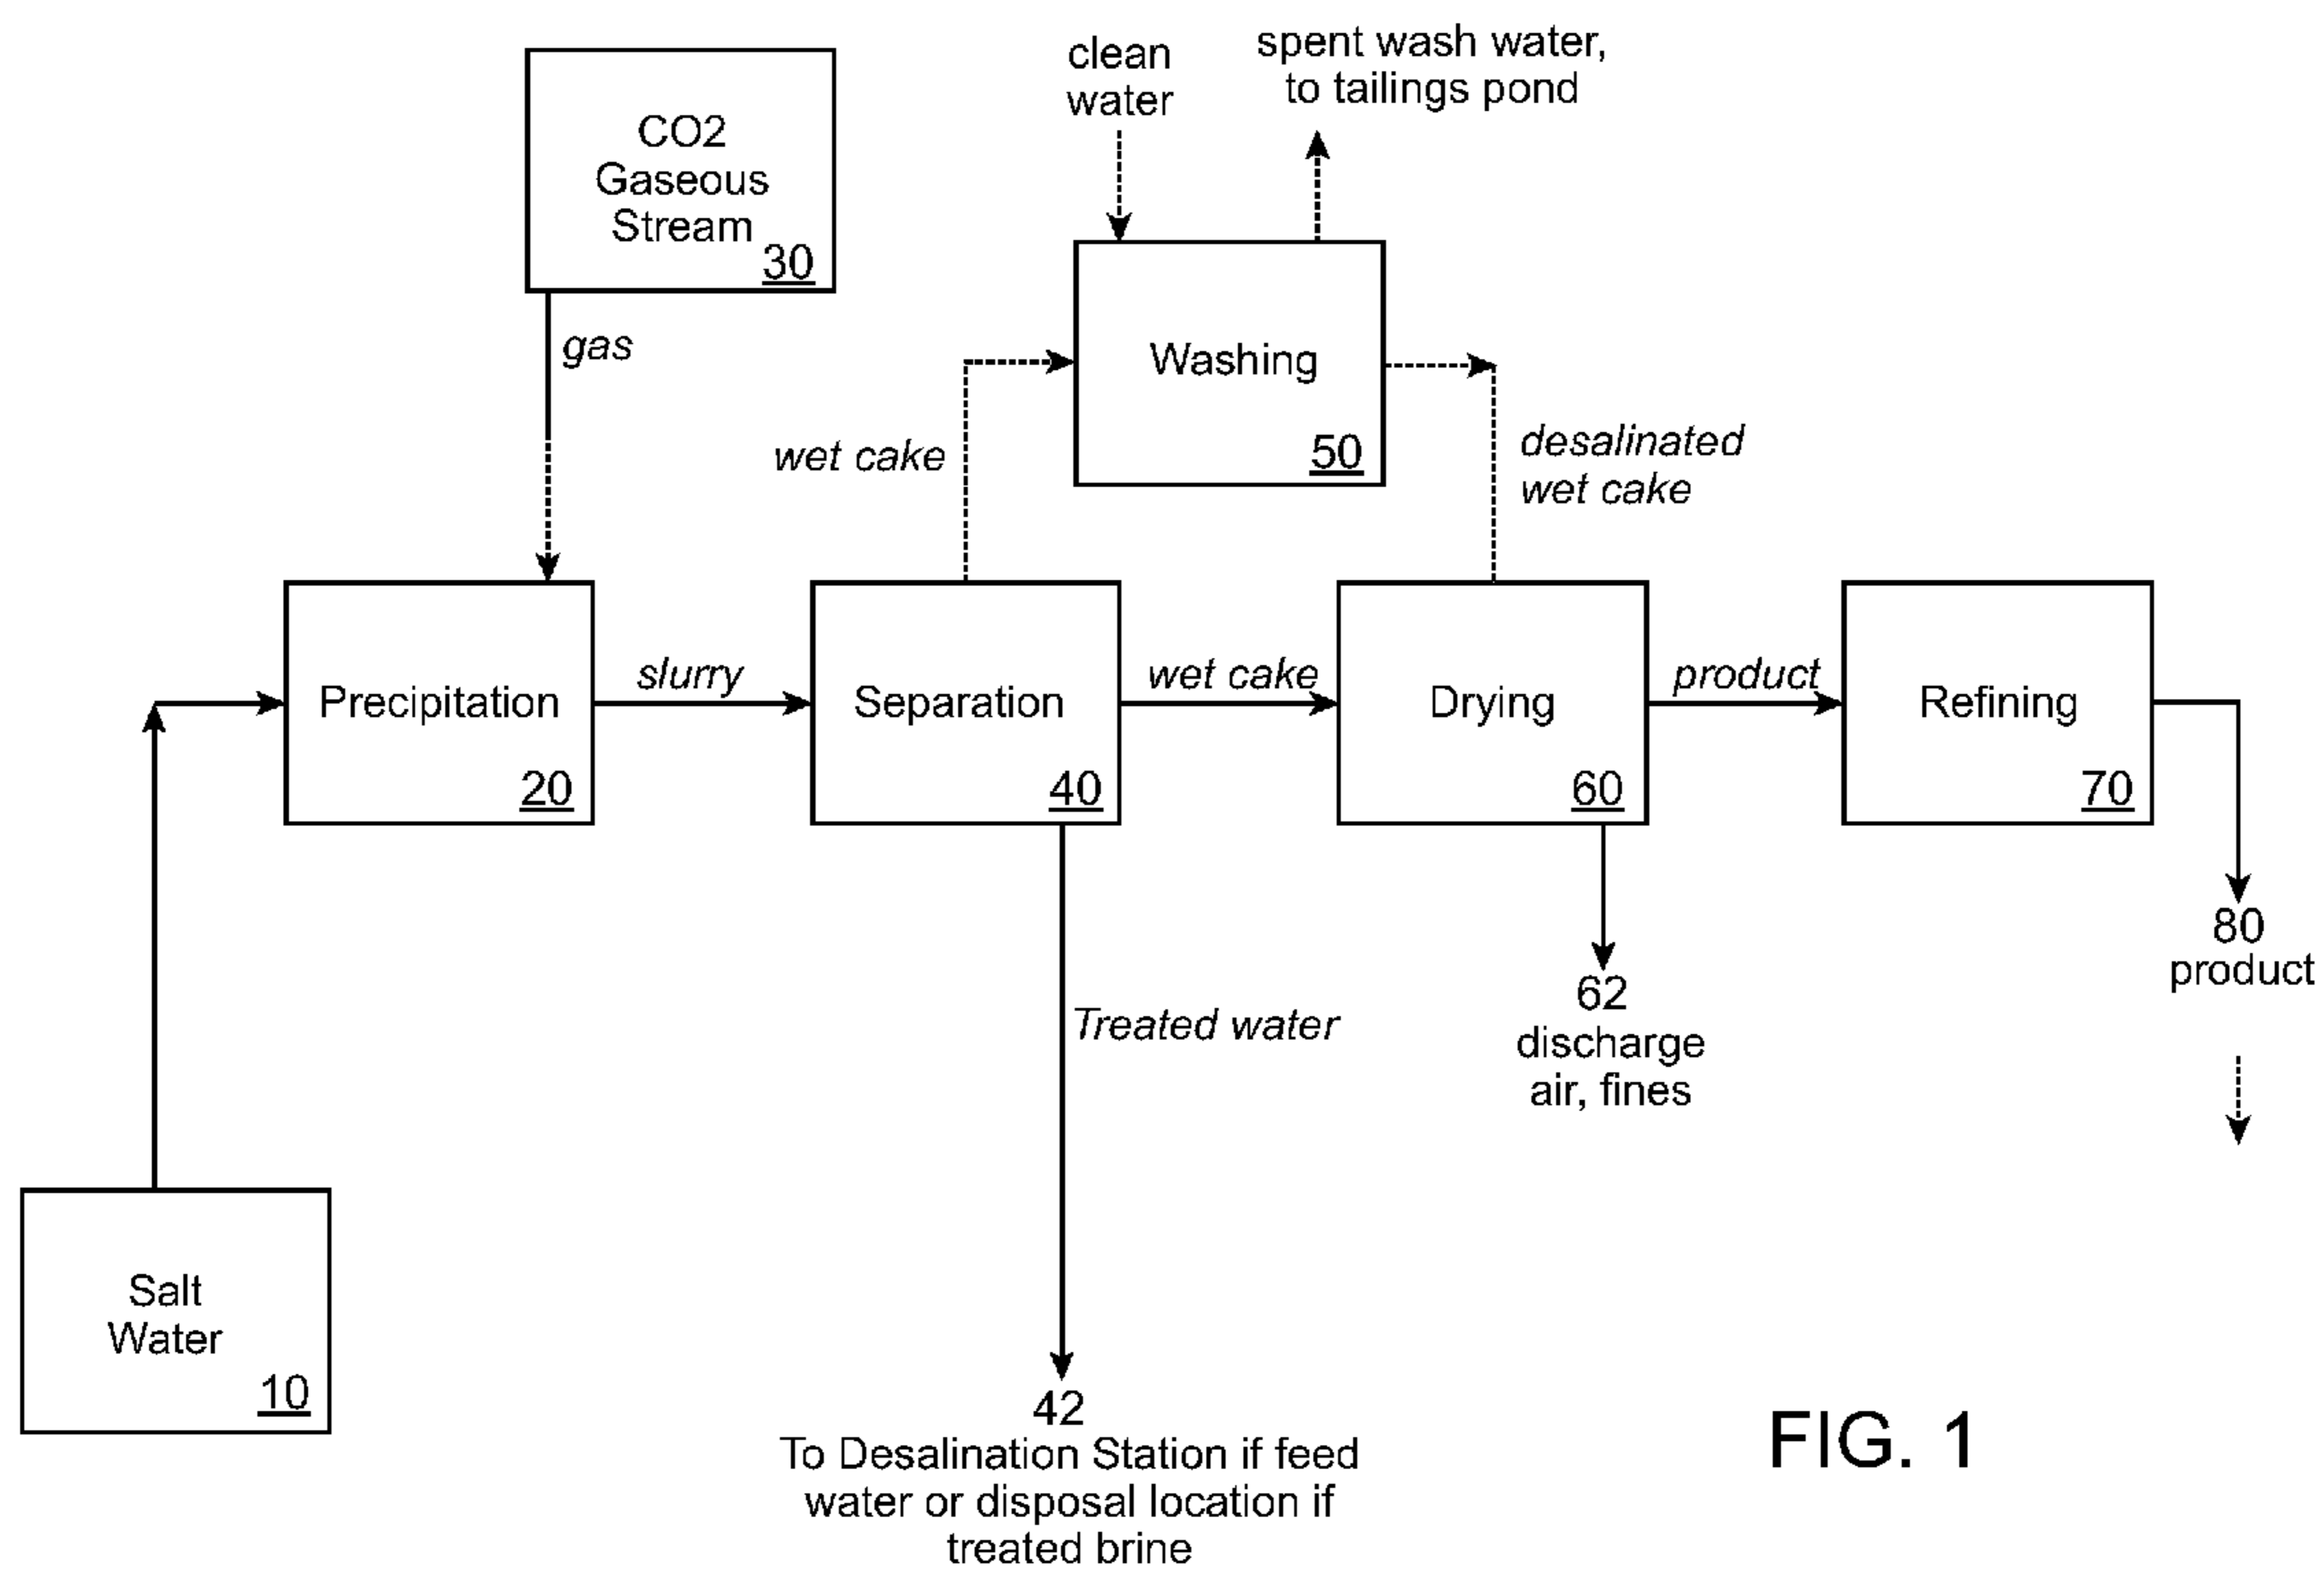 CO2
Gaseous
Stream
30
clean
water
spent wash water,
to tailings pond
gas
Washing
50
wet cake
desalinated
wet cake
Precipitation
20
slurry
Separation
40
wet cake
Drying
60
product
Refining
70
80
product
Treated water
62
discharge
air, fines
Salt
Water
10
42
To Desalination Station if feed
water or disposal location if
treated brine
FIG. 1